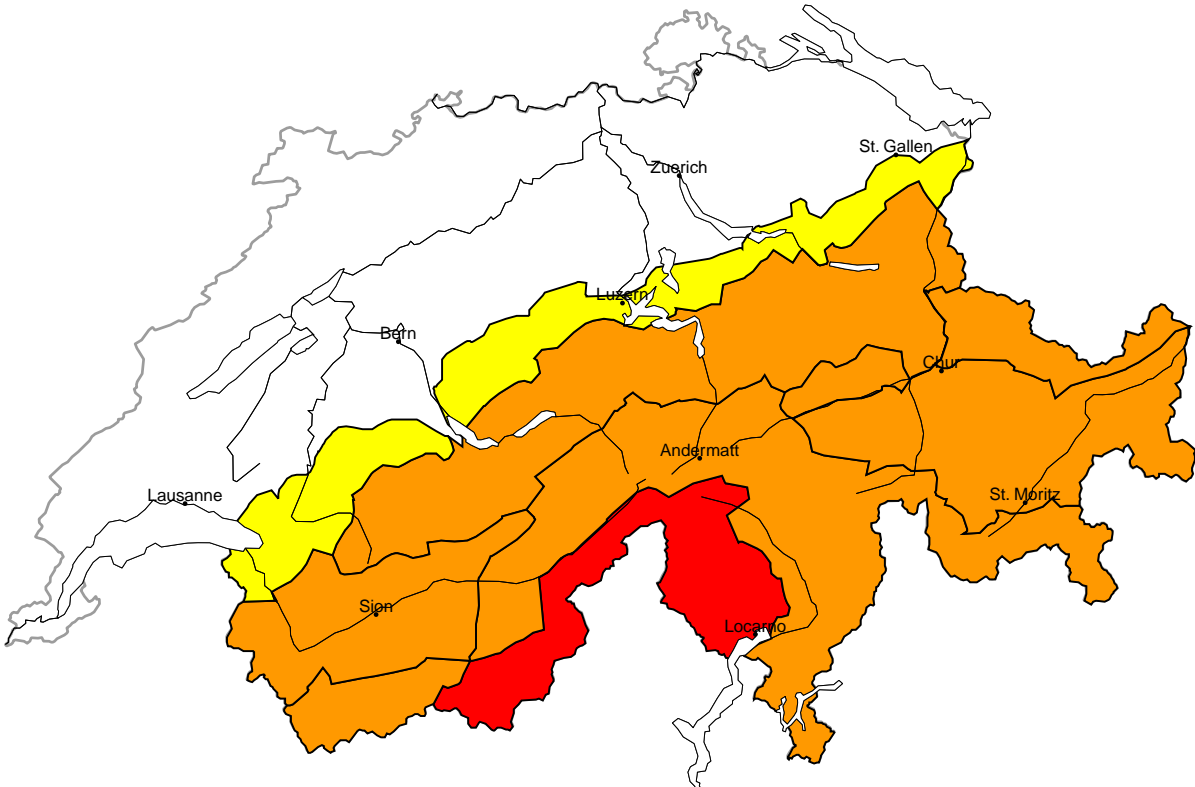 St. Gallen
Zuerich
Luzern
Bern
Chur
Andermatt
Lausanne
St. Moritz
Sion
Locarno